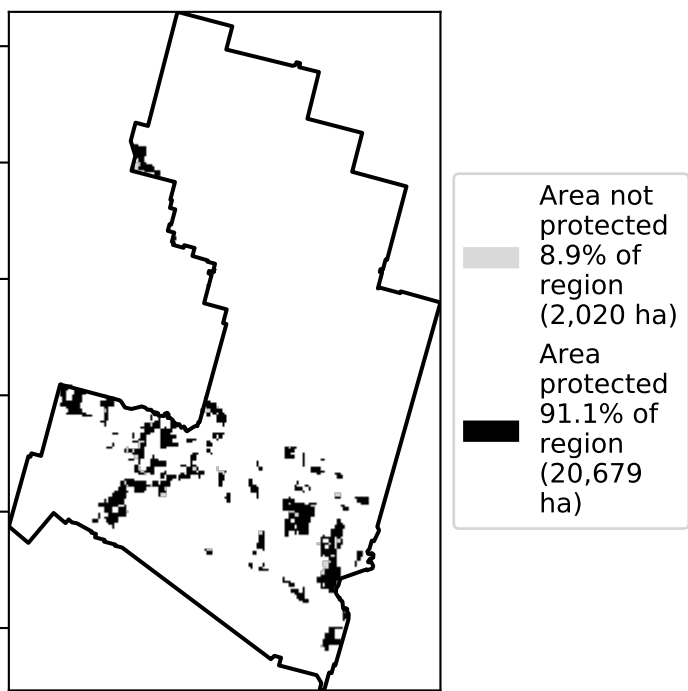 Area not
protected
8.9% of
region
(2,020 ha)
Area
protected
91.1% of
region
(20,679
ha)